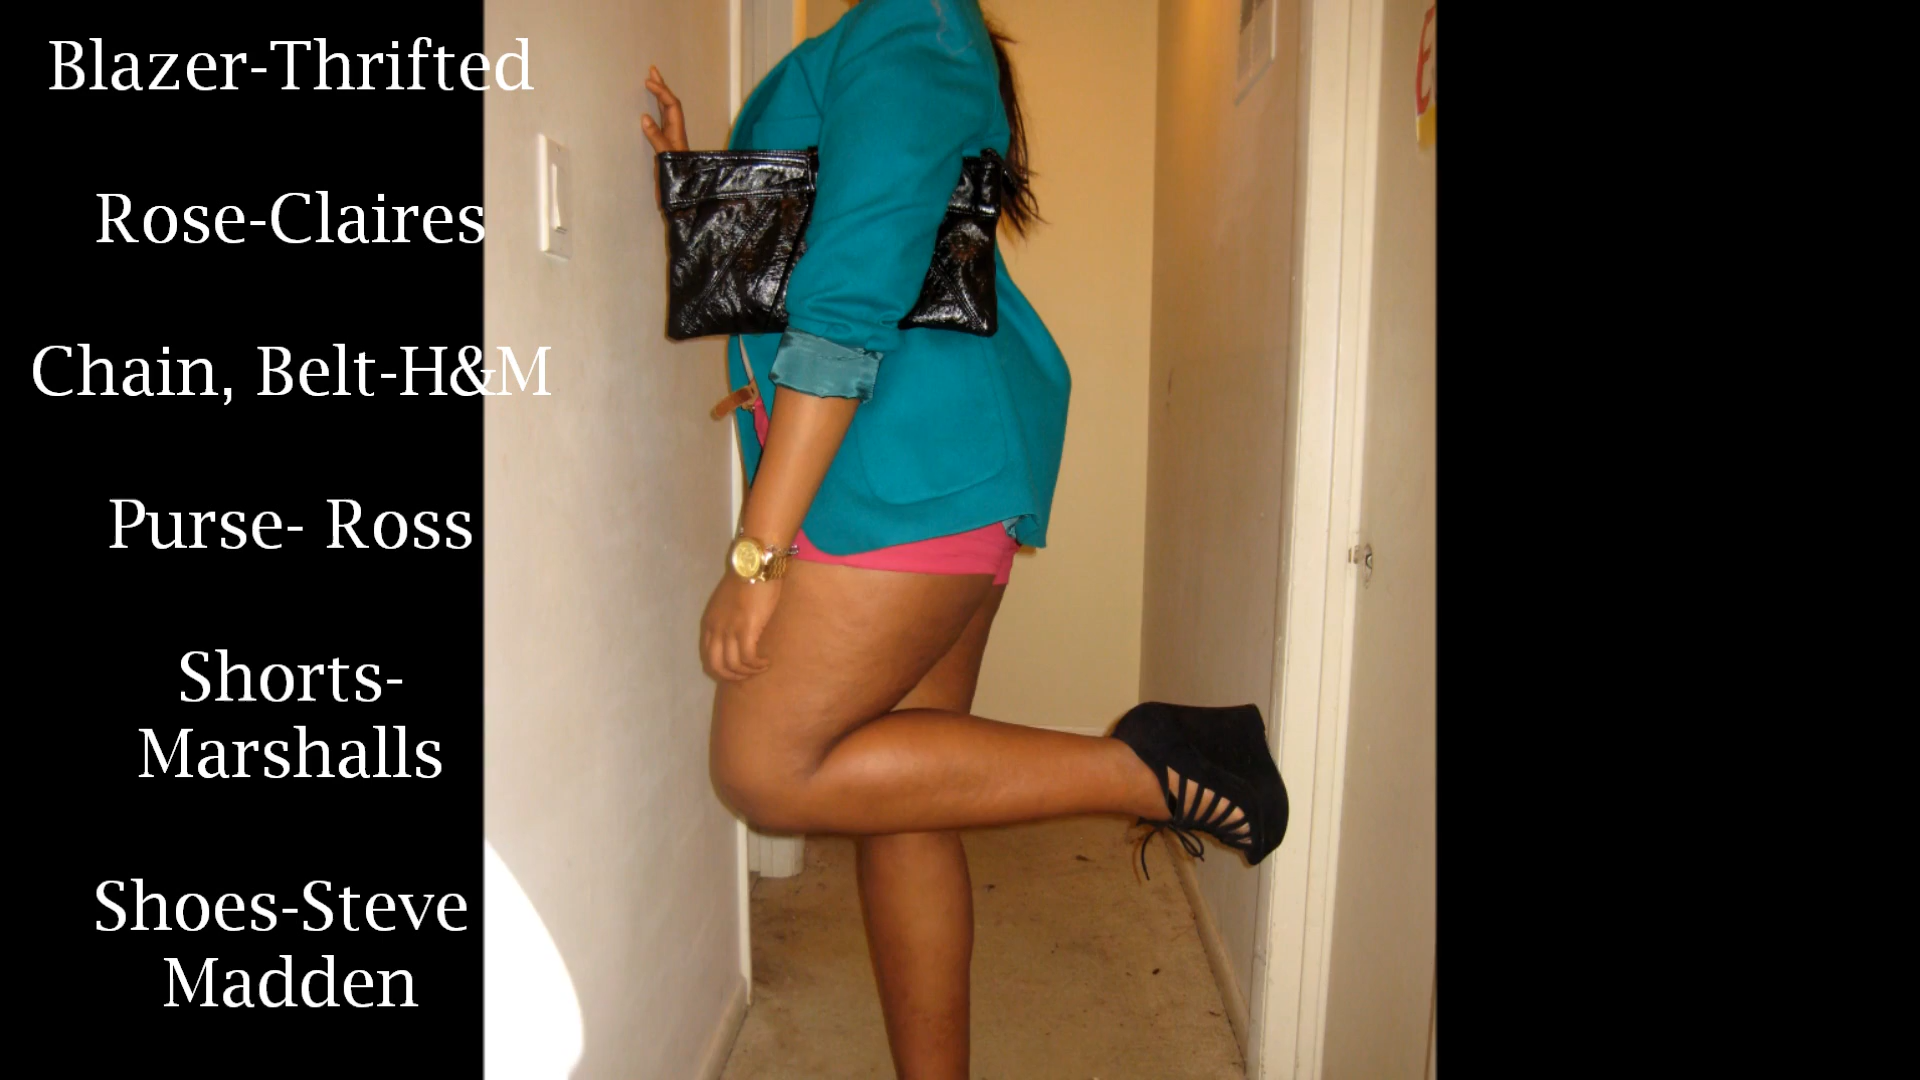 Blazer-Thrifted
Rose-Claires
Chain, Belt-H&M
Purse- Ross
Shorts-
Marshalls
Shoes-Steve
Madden